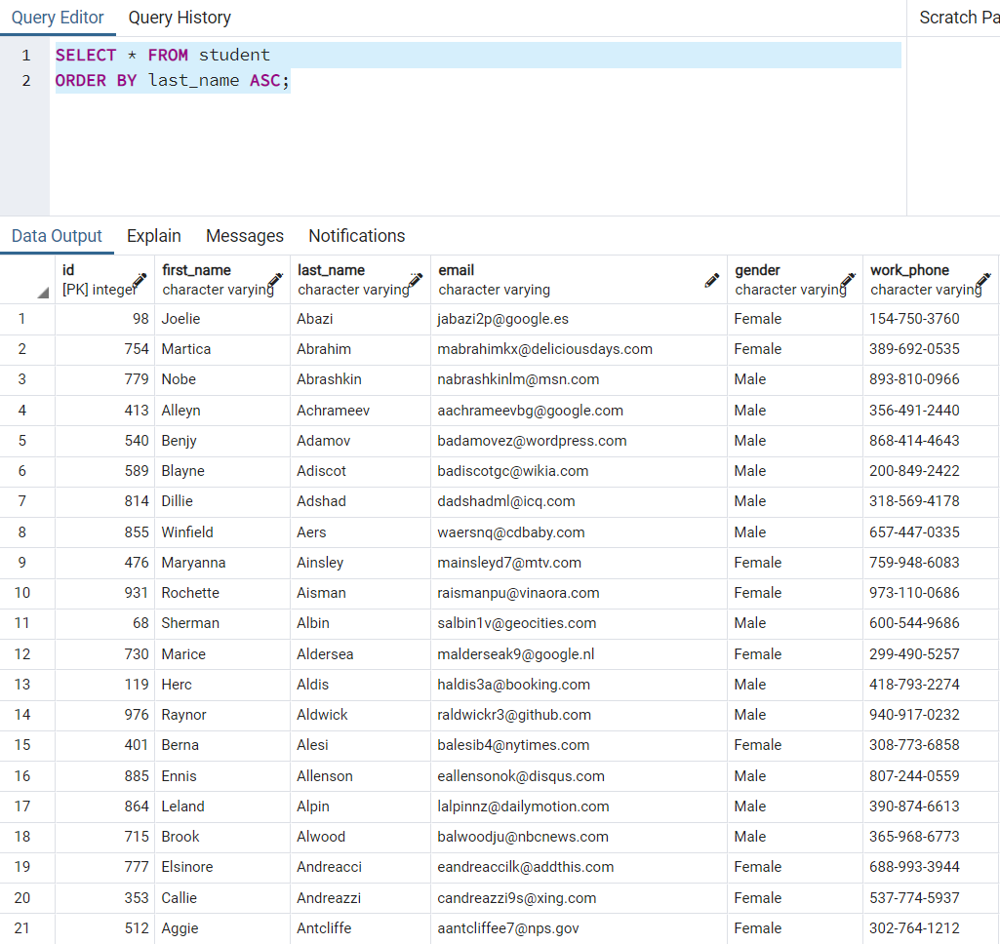 Query Editor Query History Scratch Pa
1 SELECT * FROM student
2 ORDER BY last_name ASC;
Data Output Explain Messages Notifications
id first_name last_name email gender work_phone
[PK] integer character varying character varying character varying character varying character varying
1 98 Joelie Abazi jabazi2p@google.es Female 154-750-3760
2 754 Martica Abrahim mabrahimkx@deliciousdays.com Female 389-692-0535
3 779 Nobe Abrashkin nabrashkinlm@msn.com Male 893-810-0966
4 413 Alleyn Achrameev aachrameevbg@google.com Male 356-491-2440
5 540 Benjy Adamov badamovez@wordpress.com Male 868-414-4643
6 589 Blayne Adiscot badiscotgc@wikia.com Male 200-849-2422
7 814 Dillie Adshad dadshadml@icq.com Male 318-569-4178
8 855 Winfield Aers waersnq@cdbaby.com Male 657-447-0335
9 476 Maryanna Ainsley mainsleyd7@mtv.com Female 759-948-6083
10 931 Rochette Aisman raismanpu@vinaora.com Female 973-110-0686
11 68 Sherman Albin salbin1v@geocities.com Male 600-544-9686
12 730 Marice Aldersea malderseak9@google.nl Female 299-490-5257
13 119 Herc Aldis haldis3a@booking.com Male 418-793-2274
14 976 Raynor Aldwick raldwickr3@github.com Male 940-917-0232
15 401 Berna Alesi balesib4@nytimes.com Female 308-773-6858
16 885 Ennis Allenson eallensonok@disqus.com Male 807-244-0559
17 864 Leland Alpin lalpinnz@dailymotion.com Male 390-874-6613
18 715 Brook Alwood balwoodju@nbcnews.com Male 365-968-6773
19 777 Elsinore Andreacci eandreaccilk@addthis.com Female 688-993-3944
20 353 Callie Andreazzi candreazzi9s@xing.com Female 537-774-5937
21 512 Aggie Antcliffe aantcliffee7@nps.gov Female 302-764-1212